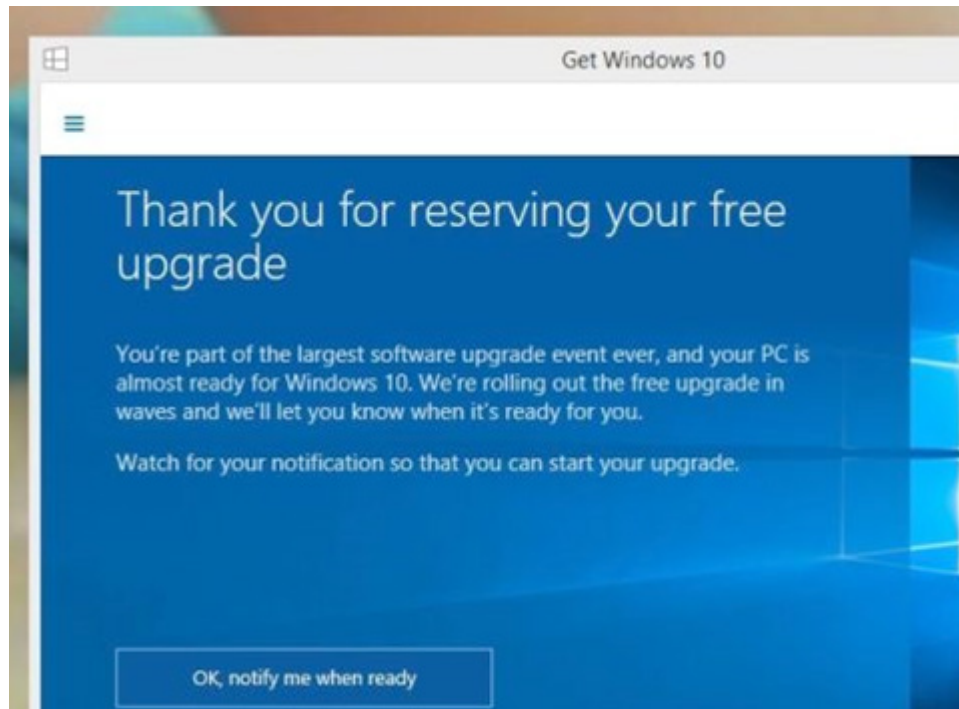 Get Windows 10
Thank you for reserving your free
upgrade
You're part of the largest software upgrade event ever, and your PC is
almost ready for Windows 10. We're rolling out the free upgrade in
waves and we'll let you know when it's ready for you.
Watch for your notification so that you can start your upgrade.
OK, notify me when ready